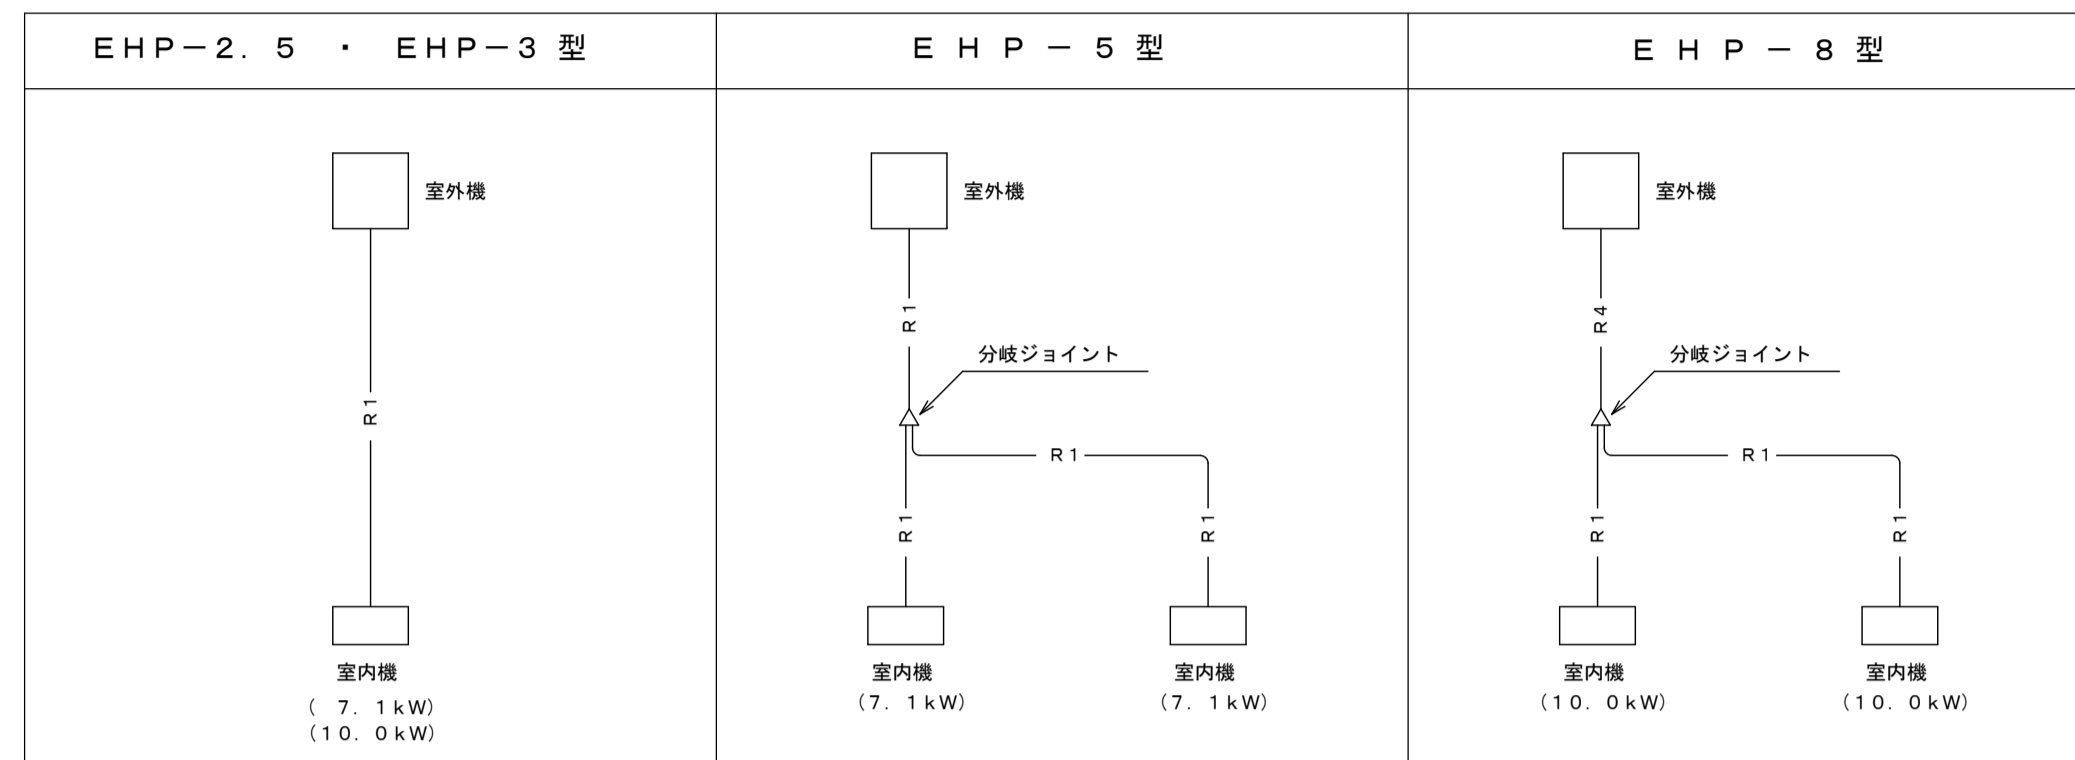 EHP-2.5 ・ EHP-3 型
室外機
R1
室内機
( 7.1kW)
(10.0kW)
EHP-5 型
室外機
R1
分岐ジョイント
R1
R1
R1
室内機
(7.1kW)
室内機
(7.1kW)
EHP-8 型
室外機
R4
分岐ジョイント
R1
R1
R1
室内機
(10.0kW)
室内機
(10.0kW)